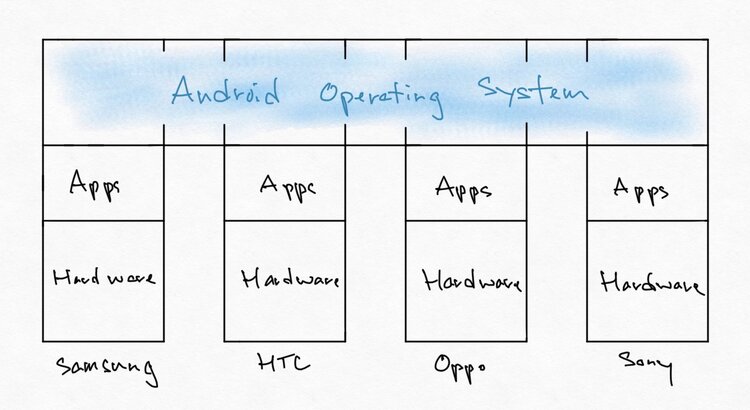 Android Operating System
Apps Apps Apps Apps
Hardware Hardware Hardware Hardware
Samsung HTC Oppo Sony